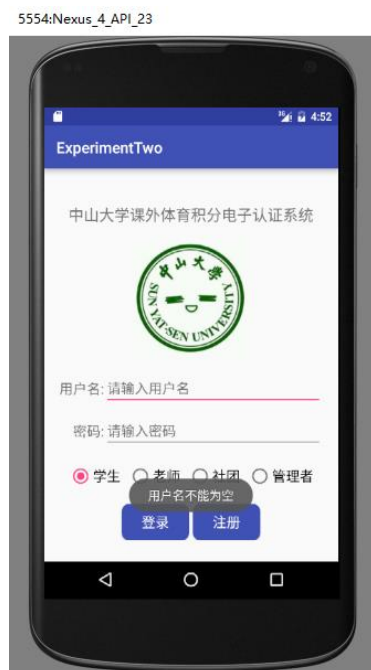 5554:Nexus_4_API_23
3G 4:52
ExperimentTwo
中山大学课外体育积分电子认证系统
中山大学
SUN YAT-SEN UNIVERSITY
用户名: 请输入用户名
密码: 请输入密码
学生 老师 社团 管理者
用户名不能为空
登录 注册